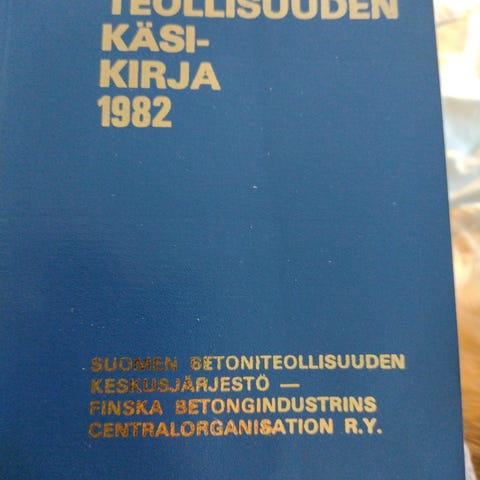 TEOLLISUUDEN
KÄSI-
KIRJA
1982
SUOMEN BETONITEOLLISUUDEN
KESKUSJÄRJESTÖ —
FINSKA BETONGINDUSTRINS
CENTRALORGANISATION R.Y.